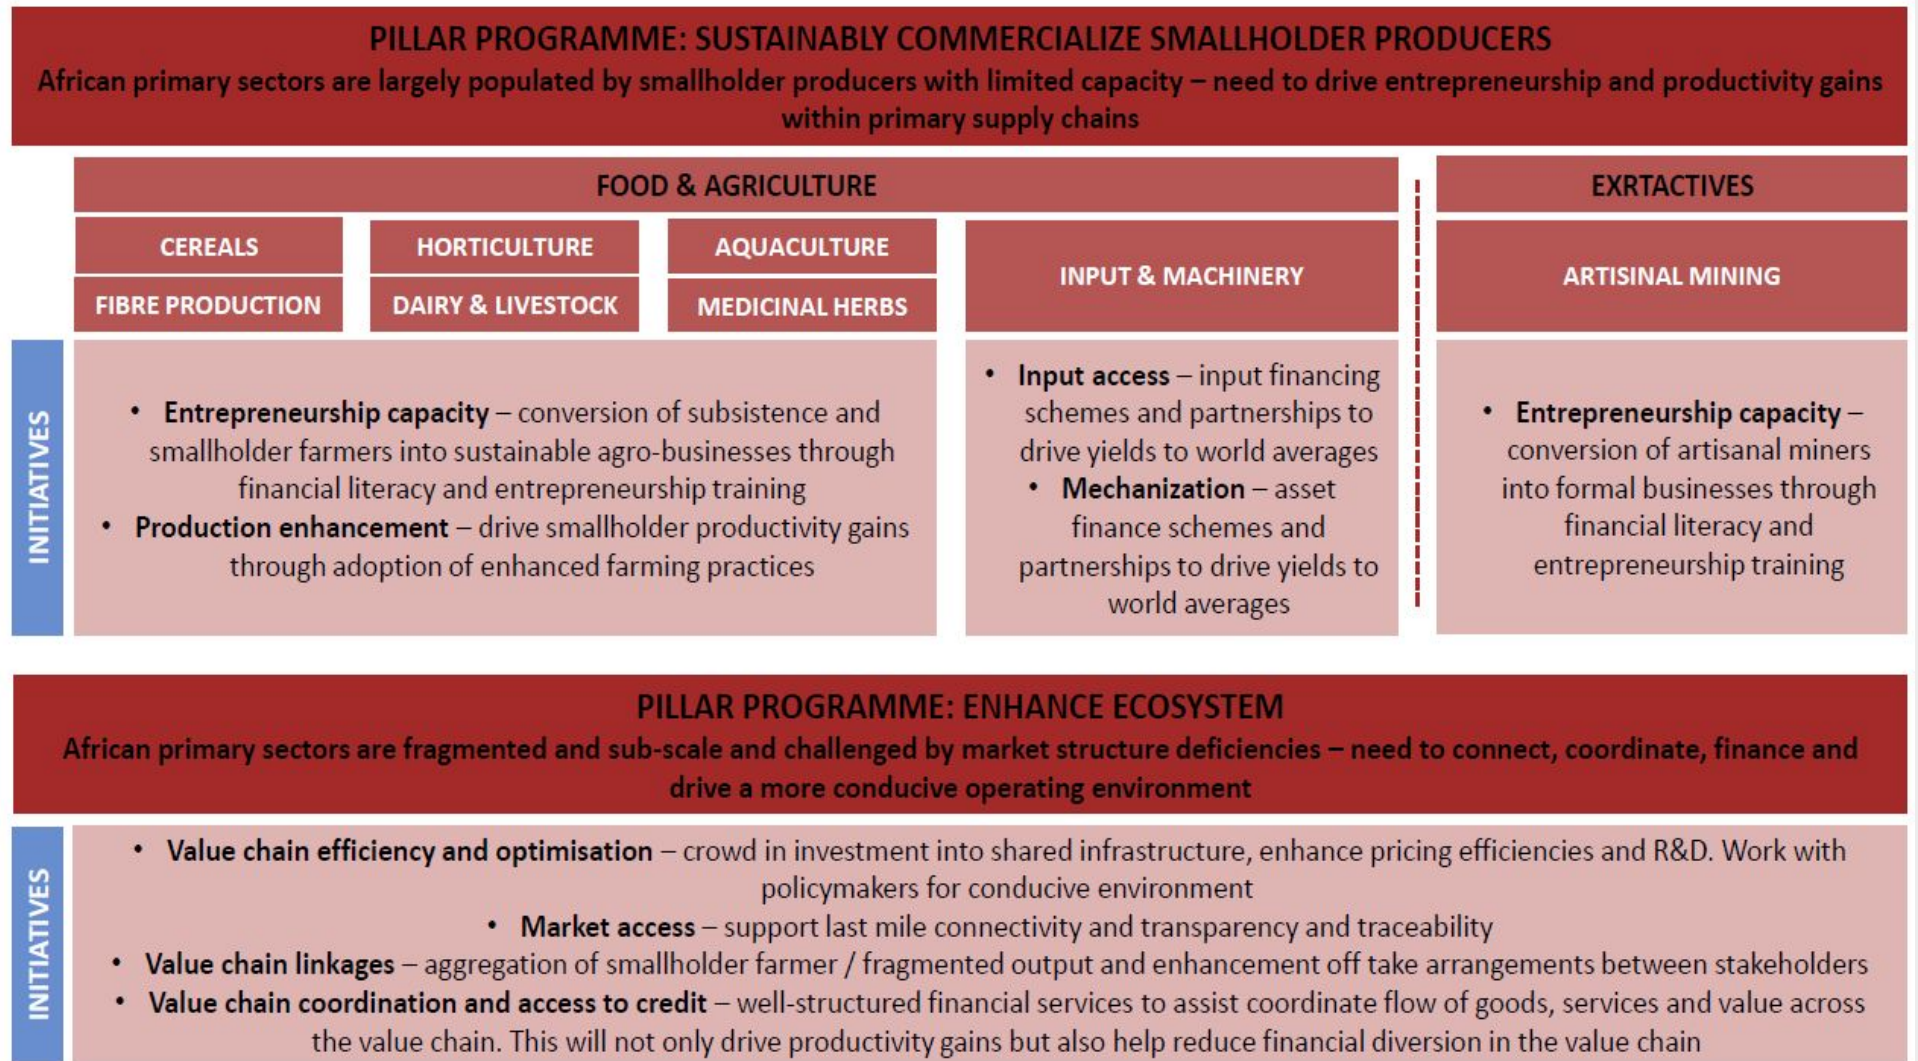 PILLAR PROGRAMME: SUSTAINABLY COMMERCIALIZE SMALLHOLDER PRODUCERS
African primary sectors are largely populated by smallholder producers with limited capacity – need to drive entrepreneurship and productivity gains
within primary supply chains
FOOD & AGRICULTURE
CEREALS
HORTICULTURE
AQUACULTURE
FIBRE PRODUCTION
DAIRY & LIVESTOCK
MEDICINAL HERBS
INPUT & MACHINERY
EXRTACTIVES
ARTISINAL MINING
INITIATIVES
• Entrepreneurship capacity – conversion of subsistence and
smallholder farmers into sustainable agro-businesses through
financial literacy and entrepreneurship training
• Production enhancement – drive smallholder productivity gains
through adoption of enhanced farming practices
• Input access – input financing
schemes and partnerships to
drive yields to world averages
• Mechanization – asset
finance schemes and
partnerships to drive yields to
world averages
• Entrepreneurship capacity –
conversion of artisanal miners
into formal businesses through
financial literacy and
entrepreneurship training
PILLAR PROGRAMME: ENHANCE ECOSYSTEM
African primary sectors are fragmented and sub-scale and challenged by market structure deficiencies – need to connect, coordinate, finance and
drive a more conducive operating environment
INITIATIVES
• Value chain efficiency and optimisation – crowd in investment into shared infrastructure, enhance pricing efficiencies and R&D. Work with
policymakers for conducive environment
• Market access – support last mile connectivity and transparency and traceability
• Value chain linkages – aggregation of smallholder farmer / fragmented output and enhancement off take arrangements between stakeholders
• Value chain coordination and access to credit – well-structured financial services to assist coordinate flow of goods, services and value across
the value chain. This will not only drive productivity gains but also help reduce financial diversion in the value chain